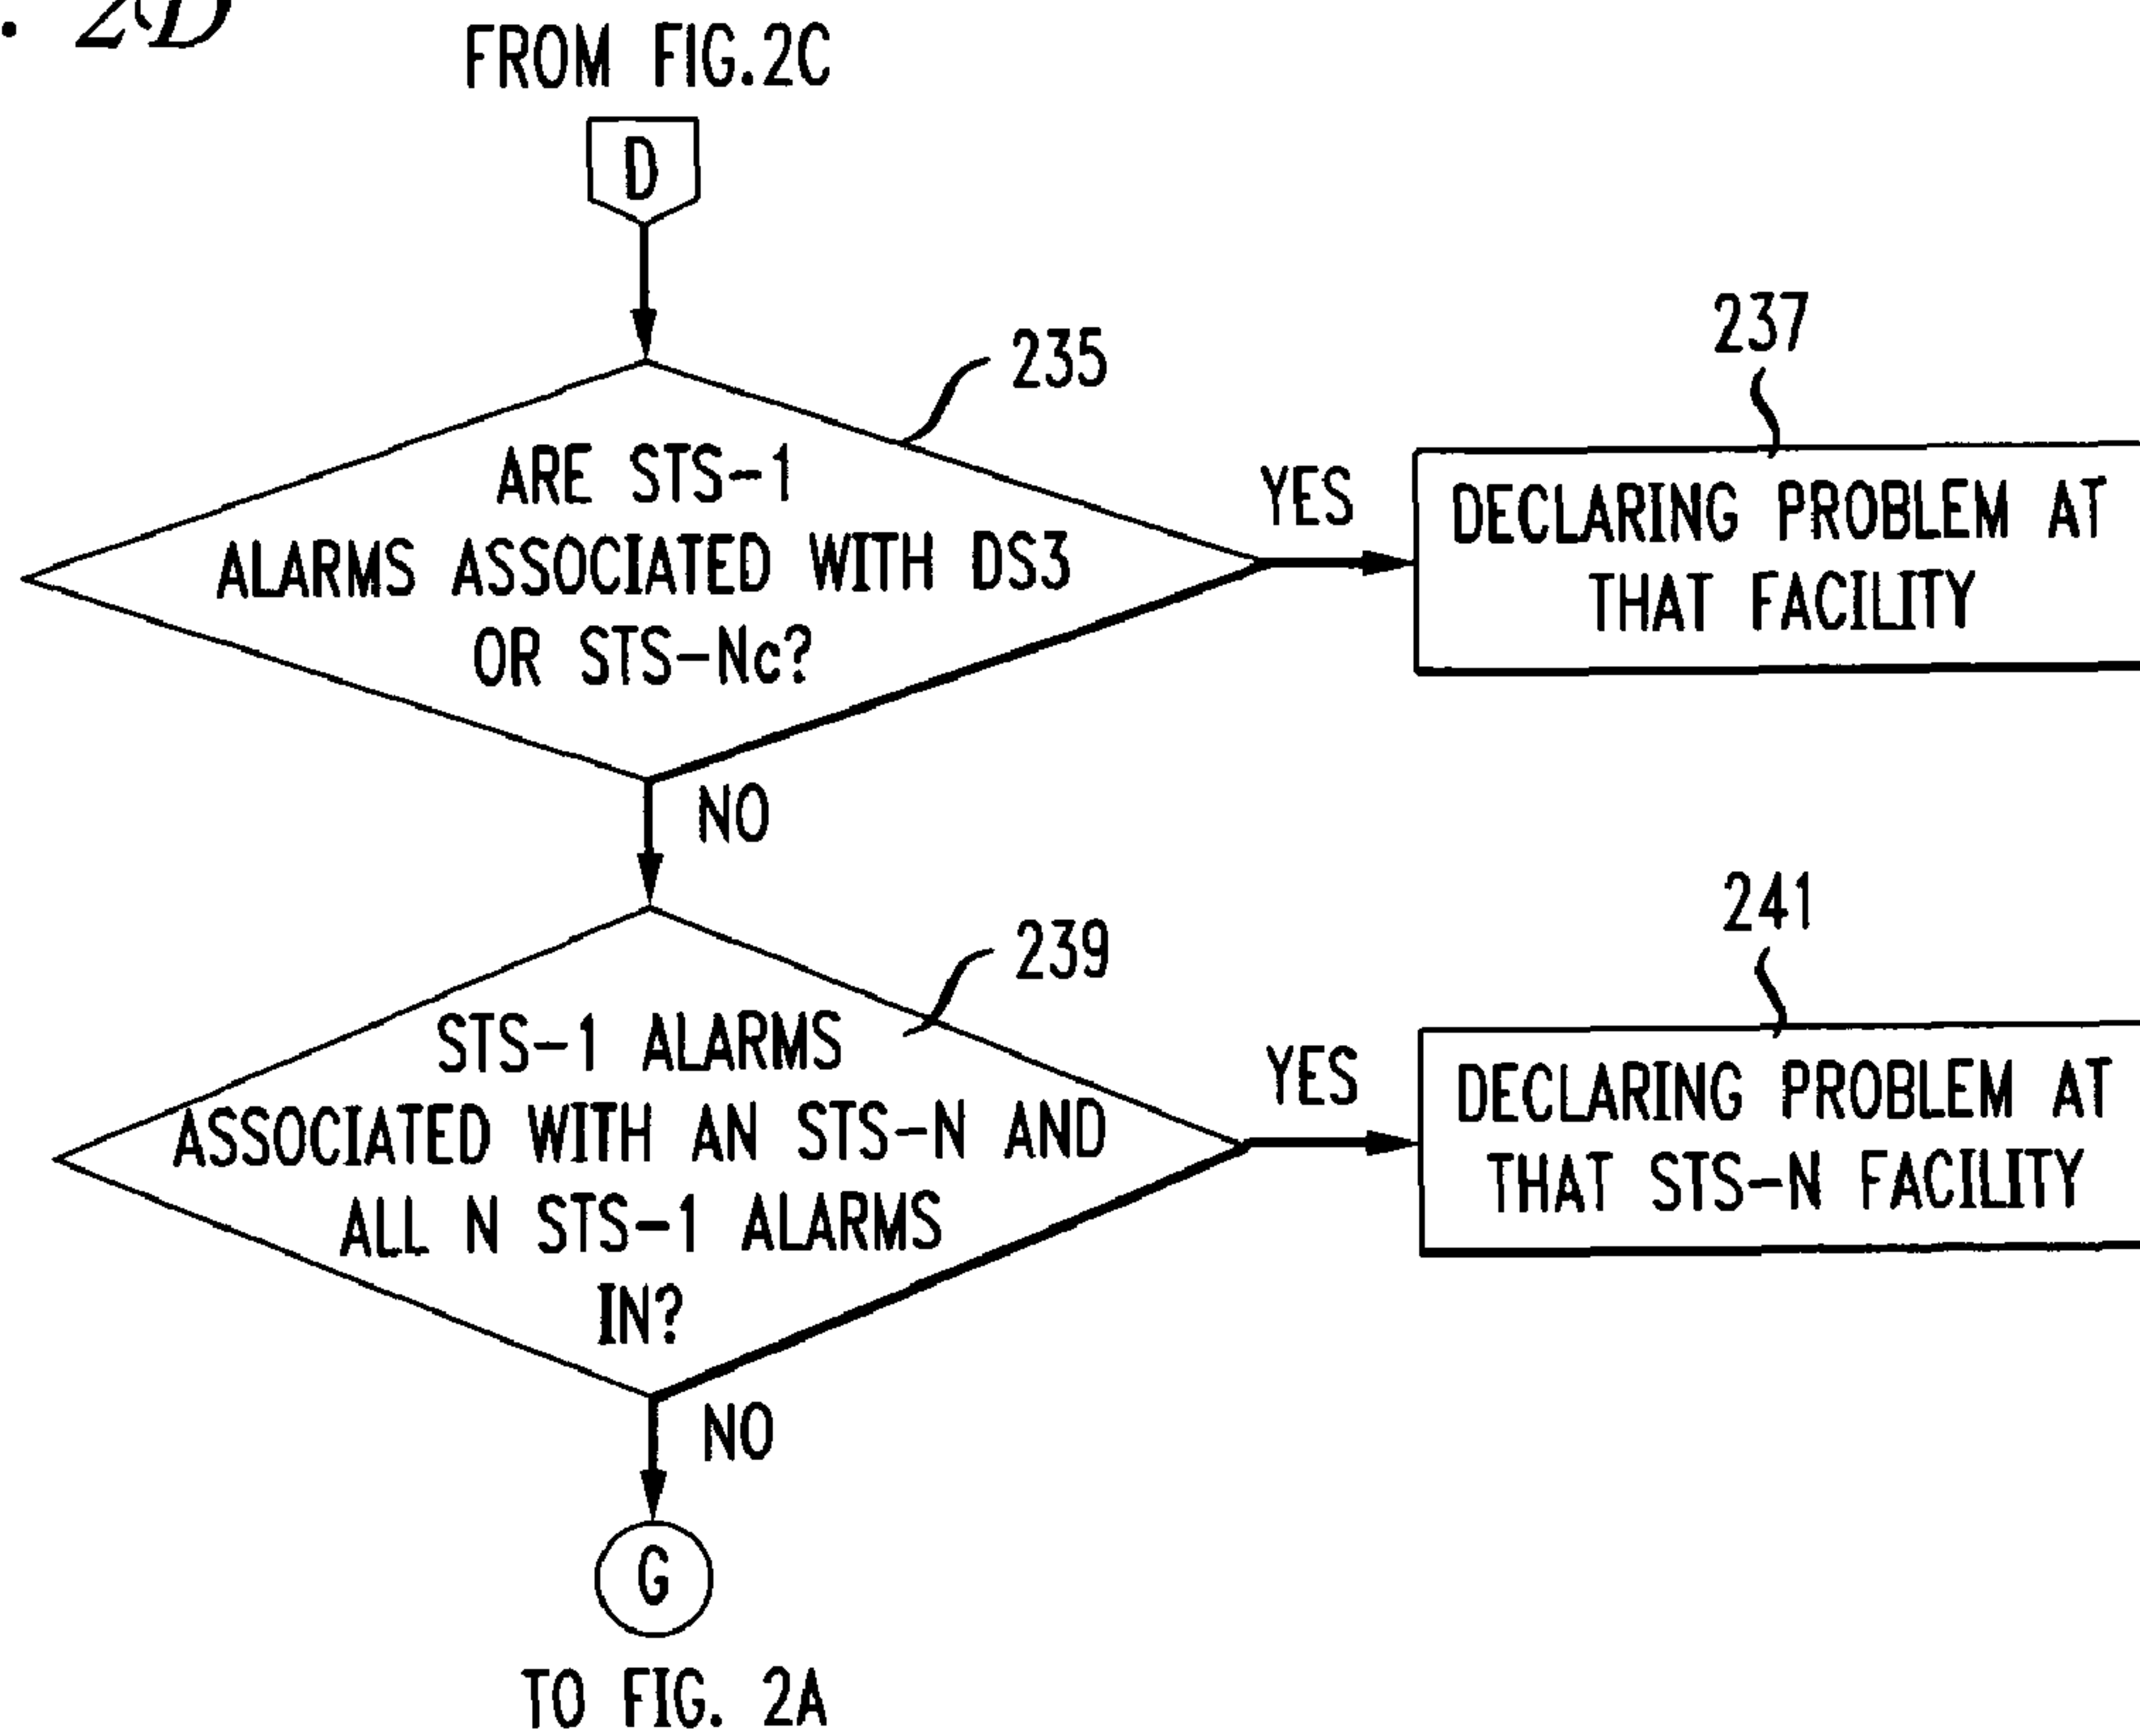 . 2D
FROM FIG.2C
D
235
ARE STS-1
ALARMS ASSOCIATED WITH DS3
OR STS-Nc?
YES
237
DECLARING PROBLEM AT
THAT FACILITY
NO
239
STS-1 ALARMS
ASSOCIATED WITH AN STS-N AND
ALL N STS-1 ALARMS
IN?
YES
241
DECLARING PROBLEM AT
THAT STS-N FACILITY
NO
G
TO FIG. 2A